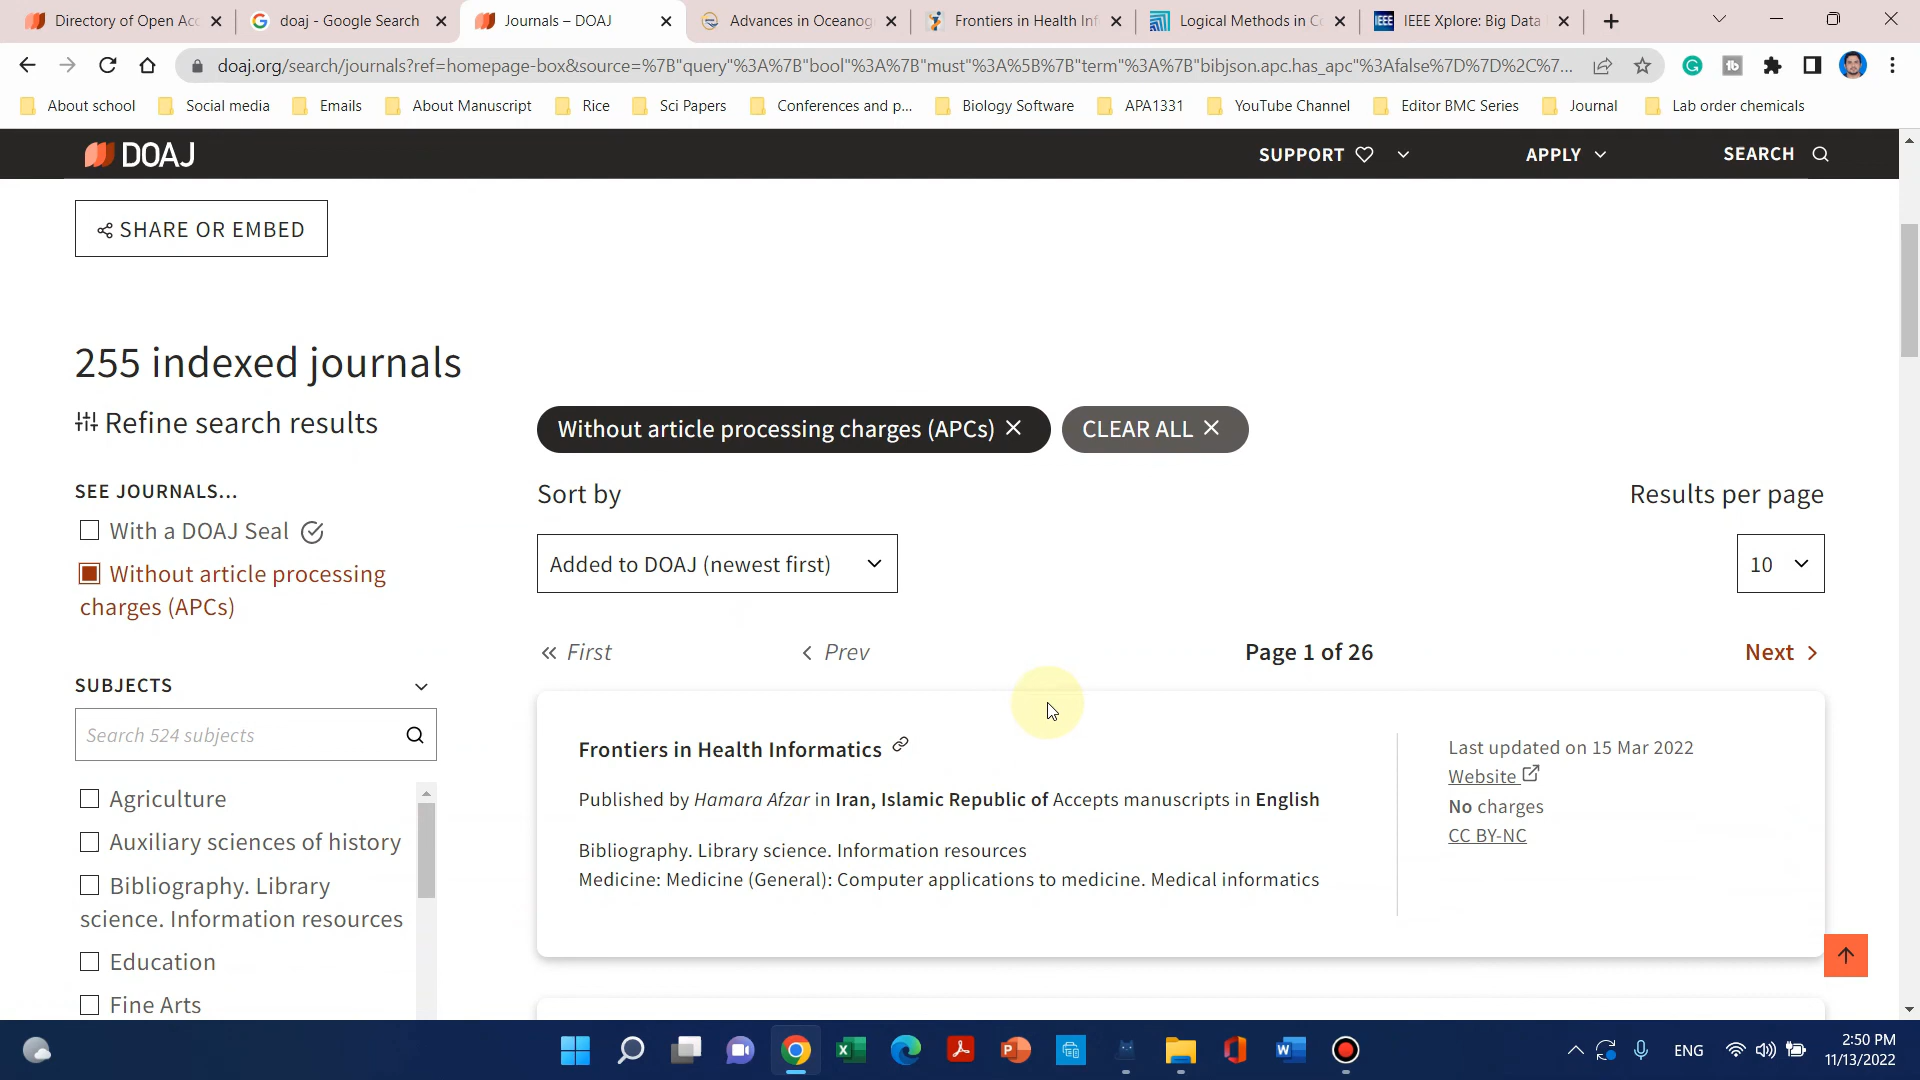 Directory of Open Acc
doaj - Google Search
Journals – DOAJ
Advances in Oceanog
Frontiers in Health Inf
Logical Methods in Co
IEEE Xplore: Big Data
doaj.org/search/journals?ref=homepage-box&source=%7B"query"%3A%7B"bool"%3A%7B"must"%3A%5B%7B"term"%3A%7B"bibjson.apc.has_apc"%3Afalse%7D%7D%2C%7...
About school
Social media
Emails
About Manuscript
Rice
Sci Papers
Conferences and p...
Biology Software
APA1331
YouTube Channel
Editor BMC Series
Journal
Lab order chemicals
DOAJ
SUPPORT
APPLY
SEARCH
SHARE OR EMBED
255 indexed journals
Refine search results
Without article processing charges (APCs)
CLEAR ALL
SEE JOURNALS...
With a DOAJ Seal
Without article processing
charges (APCs)
Sort by
Results per page
Added to DOAJ (newest first)
10
« First
‹ Prev
Page 1 of 26
Next ›
SUBJECTS
Search 524 subjects
Agriculture
Auxiliary sciences of history
Bibliography. Library
science. Information resources
Education
Fine Arts
Frontiers in Health Informatics
Published by Hamara Afzar in Iran, Islamic Republic of Accepts manuscripts in English
Bibliography. Library science. Information resources
Medicine: Medicine (General): Computer applications to medicine. Medical informatics
Last updated on 15 Mar 2022
Website
No charges
CC BY-NC
ENG
2:50 PM
11/13/2022